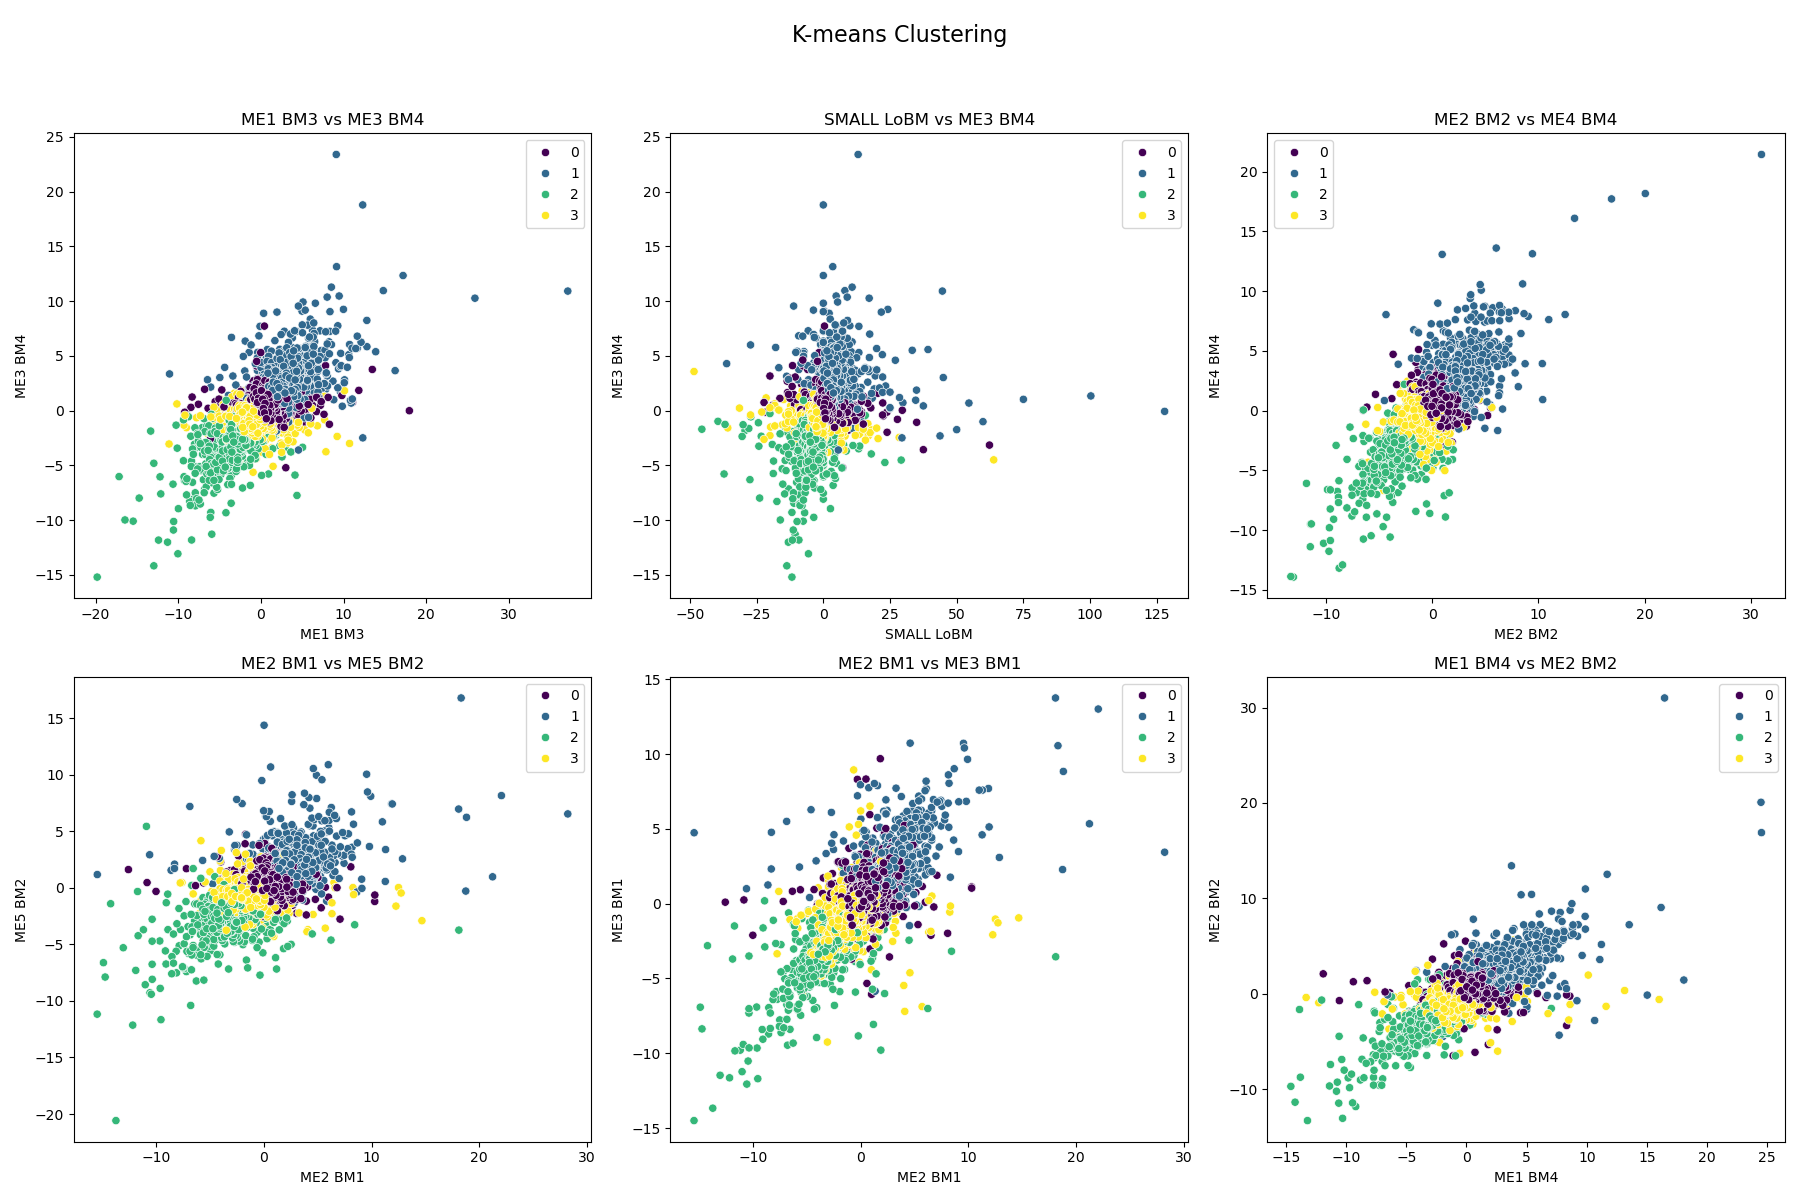 K-means Clustering
ME1 BM3 vs ME3 BM4
25
20
15
10
5
0
−5
−10
−15
ME3 BM4
0
1
2
3
−20 −10 0 10 20 30
ME1 BM3
SMALL LoBM vs ME3 BM4
25
20
15
10
5
0
−5
−10
−15
ME3 BM4
0
1
2
3
−50 −25 0 25 50 75 100 125
SMALL LoBM
ME2 BM2 vs ME4 BM4
20
15
10
5
0
−5
−10
−15
ME4 BM4
0
1
2
3
−10 0 10 20 30
ME2 BM2
ME2 BM1 vs ME5 BM2
15
10
5
0
−5
−10
−15
−20
ME5 BM2
0
1
2
3
−10 0 10 20 30
ME2 BM1
ME2 BM1 vs ME3 BM1
15
10
5
0
−5
−10
−15
ME3 BM1
0
1
2
3
−10 0 10 20 30
ME2 BM1
ME1 BM4 vs ME2 BM2
30
20
10
0
−10
ME2 BM2
0
1
2
3
−15 −10 −5 0 5 10 15 20 25
ME1 BM4